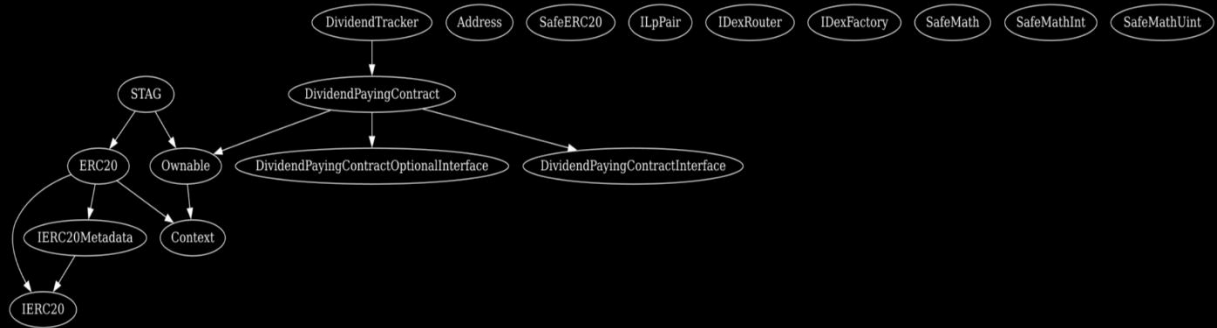 DividendTracker
Address
SafeERC20
ILpPair
IDexRouter
IDexFactory
SafeMath
SafeMathInt
SafeMathUint
STAG
DividendPayingContract
ERC20
Ownable
DividendPayingContractOptionalInterface
DividendPayingContractInterface
IERC20Metadata
Context
IERC20